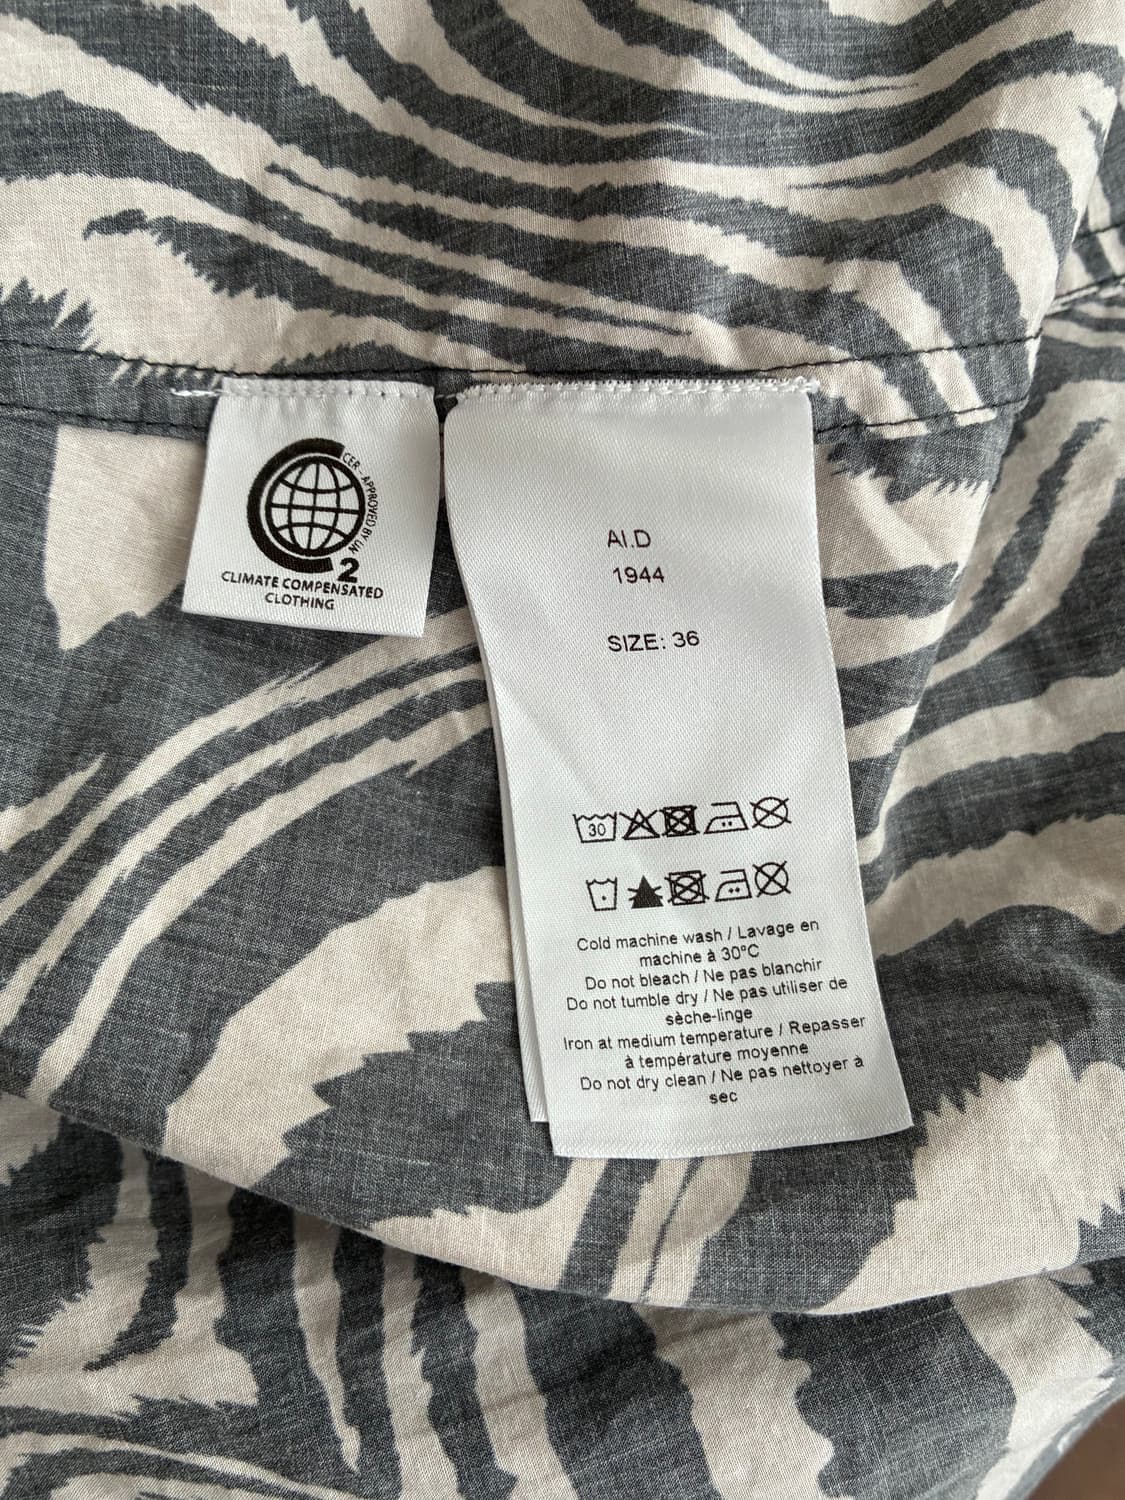 CER - APPROVED BY UN
2
CLIMATE COMPENSATED
CLOTHING
AI.D
1944
SIZE: 36
30
Cold machine wash / Lavage en
machine à 30°C
Do not bleach / Ne pas blanchir
Do not tumble dry / Ne pas utiliser de
sèche-linge
Iron at medium temperature / Repasser
à température moyenne
Do not dry clean / Ne pas nettoyer à
sec